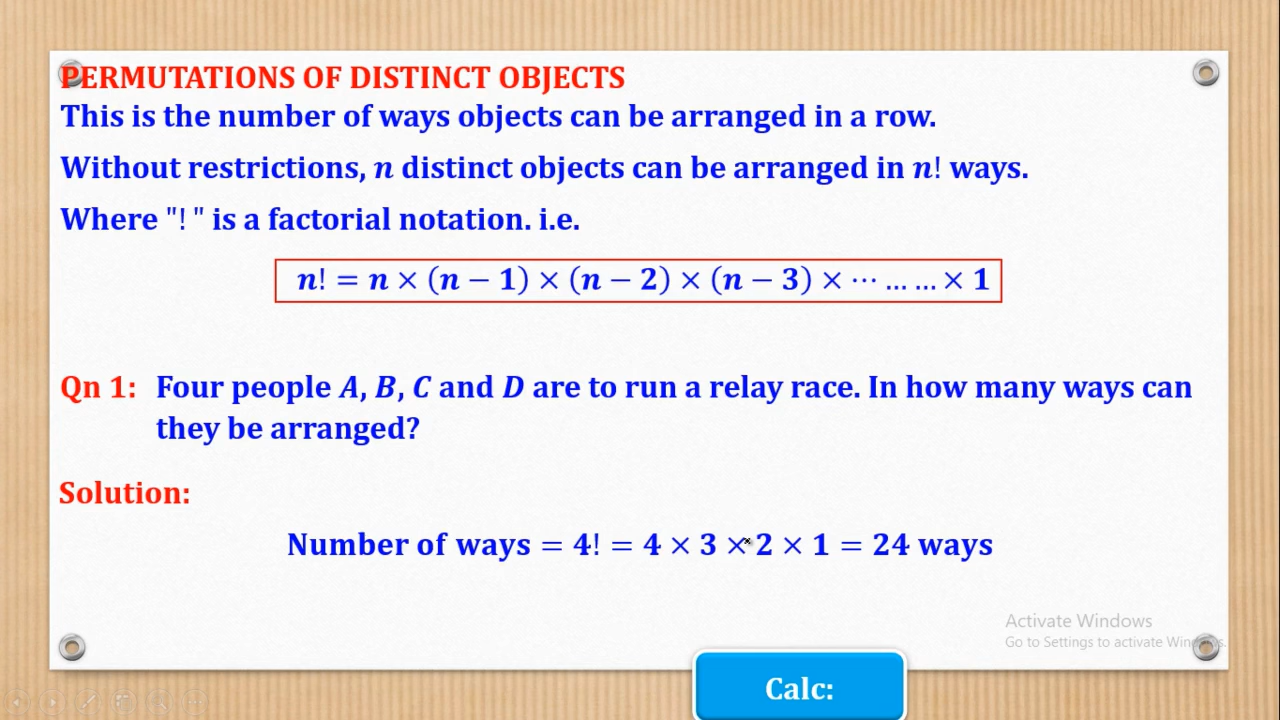 PERMUTATIONS OF DISTINCT OBJECTS
This is the number of ways objects can be arranged in a row.
Without restrictions, n distinct objects can be arranged in n! ways.
Where "! " is a factorial notation. i.e.
n! = n × (n − 1) × (n − 2) × (n − 3) × ⋯ … … × 1
Qn 1: Four people A, B, C and D are to run a relay race. In how many ways can
they be arranged?
Solution:
Number of ways = 4! = 4 × 3 × 2 × 1 = 24 ways
Activate Windows
Go to Settings to activate Windows.
Calc: